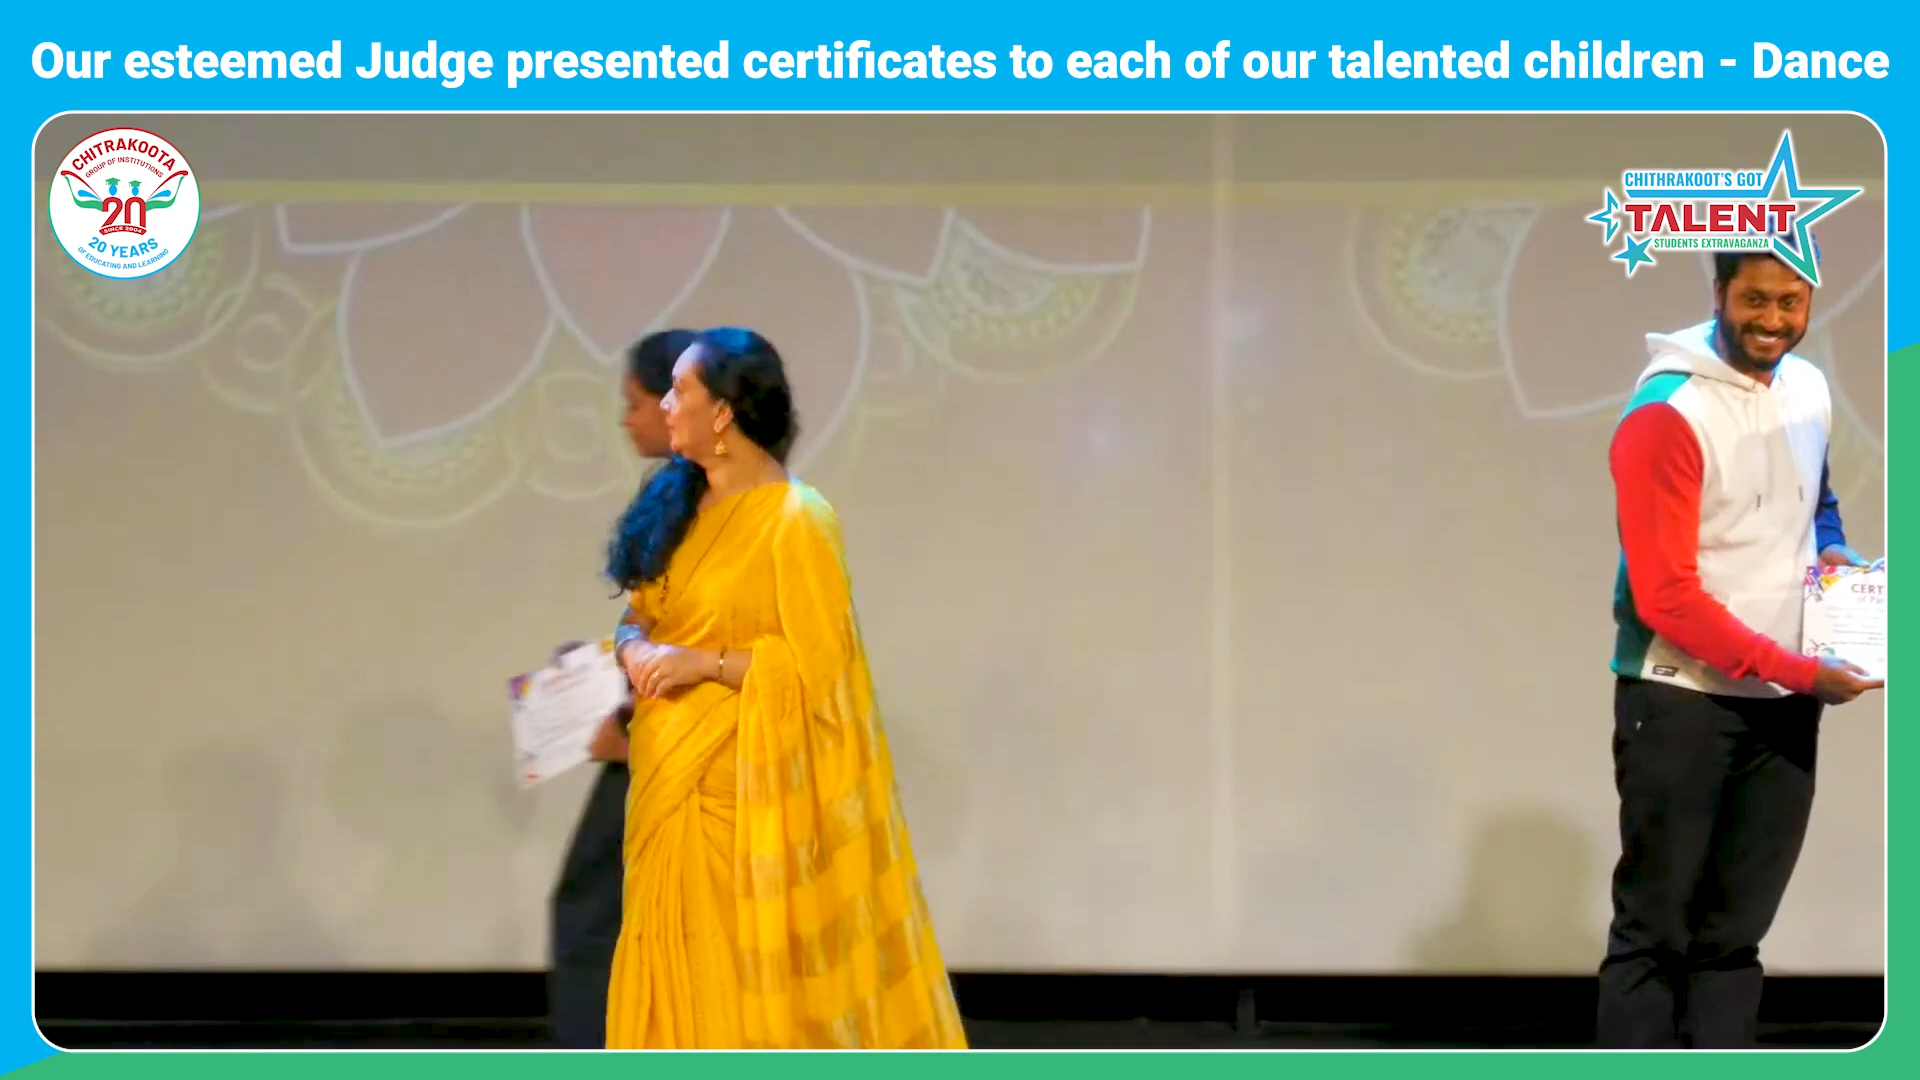 Our esteemed Judge presented certificates to each of our talented children - Dance
CHITRAKOOTA
GROUP OF INSTITUTIONS
20
SINCE 2004
20 YEARS
OF EDUCATING AND LEARNING
CHITHRAKOOT'S GOT
TALENT
STUDENTS EXTRAVAGANZA
CERT